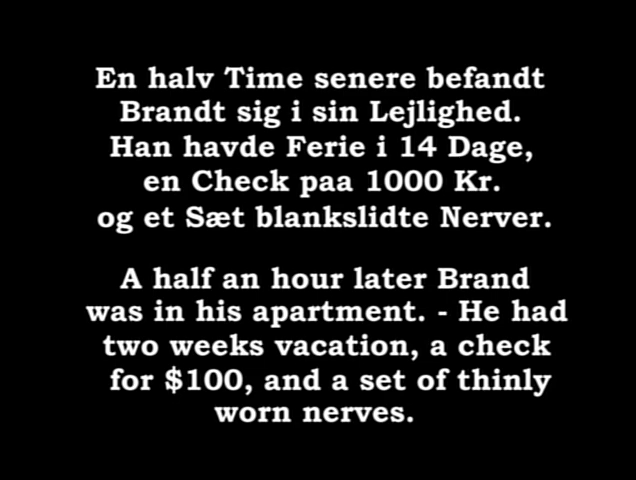 En halv Time senere befandt
Brandt sig i sin Lejlighed.
Han havde Ferie i 14 Dage,
en Check paa 1000 Kr.
og et Sæt blankslidte Nerver.
A half an hour later Brand
was in his apartment. - He had
two weeks vacation, a check
for $100, and a set of thinly
worn nerves.